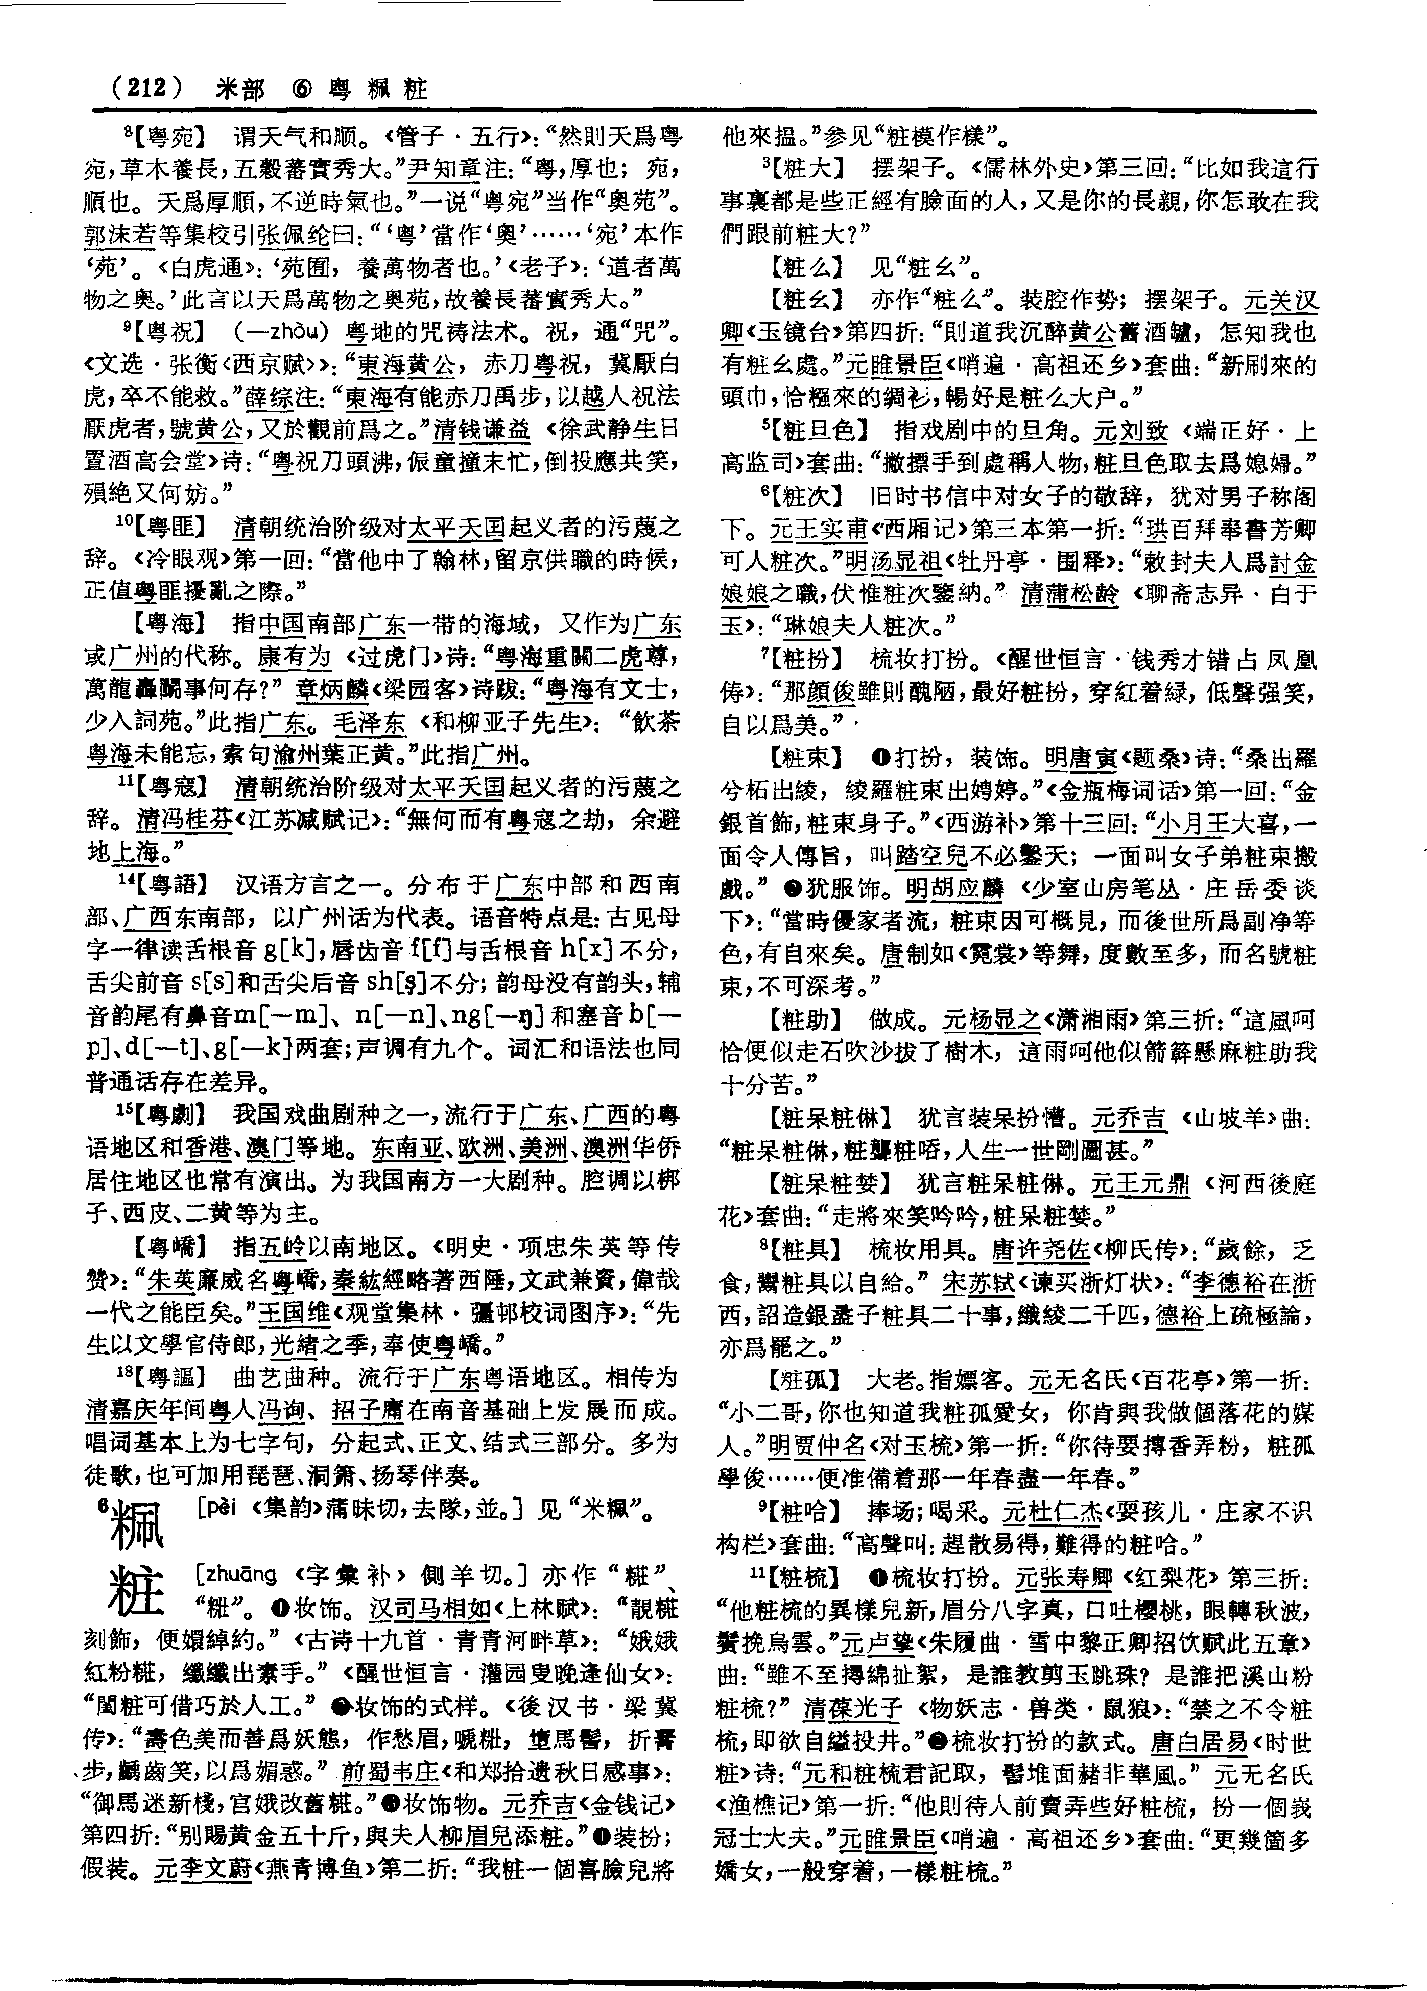 （212） 米部 ⑥ 粤 粯 粧
⁸【粤宛】 谓天气和顺。《管子·五行》：“然則天爲粤
宛，草木養長，五穀蕃實秀大。”尹知章注：“粤，厚也；宛，
順也。天爲厚順，不逆時氣也。”一说“粤宛”当作“奥苑”。
郭沫若等集校引张佩纶曰：“‘粤’當作‘奥’……‘宛’本作
‘苑’。《白虎通》：‘苑囿，養萬物者也。’《老子》：‘道者萬
物之奥。’此言以天爲萬物之奥苑，故養長蕃實秀大。”
⁹【粤祝】 （—zhòu）粤地的咒祷法术。祝，通“咒”。
《文选·张衡〈西京赋〉》：“東海黄公，赤刀粤祝，冀厭白
虎，卒不能救。”薛综注：“東海有能赤刀禹步，以越人祝法
厭虎者，號黄公，又於觀前爲之。”清钱谦益《徐武静生日
置酒高会堂》诗：“粤祝刀頭沸，侲童撞末忙，倒投應共笑，
殞絶又何妨。”
¹⁰【粤匪】 清朝统治阶级对太平天国起义者的污蔑之
辞。《冷眼观》第一回：“當他中了翰林，留京供職的時候，
正值粤匪擾亂之際。”
【粤海】 指中国南部广东一带的海域，又作为广东
或广州的代称。康有为《过虎门》诗：“粤海重關二虎尊，
萬龍轟鬭事何存？”章炳麟《梁园客》诗跋：“粤海有文士，
少入詞苑。”此指广东。毛泽东《和柳亚子先生》：“飲茶
粤海未能忘，索句渝州葉正黄。”此指广州。
¹¹【粤寇】 清朝统治阶级对太平天国起义者的污蔑之
辞。清冯桂芬《江苏减赋记》：“無何而有粤寇之劫，余避
地上海。”
¹⁴【粤語】 汉语方言之一。分布于广东中部和西南
部、广西东南部，以广州话为代表。语音特点是：古见母
字一律读舌根音g[k]，唇齿音f[f]与舌根音h[x]不分，
舌尖前音s[s]和舌尖后音sh[ʂ]不分；韵母没有韵头，辅
音韵尾有鼻音m[—m]、n[—n]、ng[—ŋ]和塞音b[—
p]、d[—t]、g[—k]两套；声调有九个。词汇和语法也同
普通话存在差异。
¹⁵【粤劇】 我国戏曲剧种之一，流行于广东、广西的粤
语地区和香港、澳门等地。东南亚、欧洲、美洲、澳洲华侨
居住地区也常有演出。为我国南方一大剧种。腔调以梆
子、西皮、二黄等为主。
【粤嶠】 指五岭以南地区。《明史·项忠朱英等传
赞》：“朱英廉威名粤嶠，秦紘經略著西陲，文武兼資，偉哉
一代之能臣矣。”王国维《观堂集林·彊邨校词图序》：“先
生以文學官侍郎，光緒之季，奉使粤嶠。”
¹⁸【粤謳】 曲艺曲种。流行于广东粤语地区。相传为
清嘉庆年间粤人冯询、招子庸在南音基础上发展而成。
唱词基本上为七字句，分起式、正文、结式三部分。多为
徒歌，也可加用琵琶、洞箫、扬琴伴奏。
⁶粯 [pèi《集韵》蒲昧切，去隊，並。] 见“米粯”。
粧 [zhuāng《字彙补》側羊切。] 亦作“糚”、
“粃”。❶妆饰。汉司马相如《上林赋》：“靚糚
刻飾，便嬛綽約。”《古诗十九首·青青河畔草》：“娥娥
紅粉糚，纖纖出素手。”《醒世恒言·灌园叟晚逢仙女》：
“閨粧可借巧於人工。”❷妆饰的式样。《後汉书·梁冀
传》：“壽色美而善爲妖態，作愁眉，嗁糚，墮馬髻，折腰
步，齲齒笑，以爲媚惑。”前蜀韦庄《和郑拾遗秋日感事》：
“御馬迷新棧，宫娥改舊糚。”❸妆饰物。元乔吉《金钱记》
第四折：“别賜黄金五十斤，與夫人柳眉兒添粧。”❹装扮；
假装。元李文蔚《燕青博鱼》第二折：“我粧一個喜臉兒將
他來揾。”参见“粧模作樣”。
³【粧大】 摆架子。《儒林外史》第三回：“比如我這行
事裏都是些正經有臉面的人，又是你的長親，你怎敢在我
們跟前粧大？”
【粧么】 见“粧幺”。
【粧幺】 亦作“粧么”。装腔作势；摆架子。元关汉
卿《玉镜台》第四折：“則道我沉醉黄公舊酒罏，怎知我也
有粧幺處。”元睢景臣《哨遍·高祖还乡》套曲：“新刷來的
頭巾，恰糨來的綢衫，暢好是粧么大户。”
⁵【粧旦色】 指戏剧中的旦角。元刘致《端正好·上
高监司》套曲：“撇摽手到處稱人物，粧旦色取去爲媳婦。”
⁶【粧次】 旧时书信中对女子的敬辞，犹对男子称阁
下。元王实甫《西厢记》第三本第一折：“珙百拜奉書芳卿
可人粧次。”明汤显祖《牡丹亭·围释》：“敕封夫人爲討金
娘娘之職，伏惟粧次鑒納。”清蒲松龄《聊斋志异·白于
玉》：“琳娘夫人粧次。”
⁷【粧扮】 梳妆打扮。《醒世恒言·钱秀才错占凤凰
俦》：“那顔俊雖則醜陋，最好粧扮，穿紅着緑，低聲强笑，
自以爲美。”
【粧束】 ❶打扮，装饰。明唐寅《题桑》诗：“桑出羅
兮柘出綾，綾羅粧束出娉婷。”《金瓶梅词话》第一回：“金
銀首飾，粧束身子。”《西游补》第十三回：“小月王大喜，一
面令人傳旨，叫踏空兒不必鑿天；一面叫女子弟粧束搬
戲。”❷犹服饰。明胡应麟《少室山房笔丛·庄岳委谈
下》：“當時優家者流，粧束因可概見，而後世所爲副净等
色，有自來矣。唐制如《霓裳》等舞，度數至多，而名號粧
束，不可深考。”
【粧助】 做成。元杨显之《潇湘雨》第三折：“這風呵
恰便似走石吹沙拔了樹木，這雨呵他似箭簳懸麻粧助我
十分苦。”
【粧呆粧㑣】 犹言装呆扮懵。元乔吉《山坡羊》曲：
“粧呆粧㑣，粧聾粧㖔，人生一世剛圖甚。”
【粧呆粧婪】 犹言粧呆粧㑣。元王元鼎《河西後庭
花》套曲：“走將來笑吟吟，粧呆粧婪。”
⁸【粧具】 梳妆用具。唐许尧佐《柳氏传》：“歲餘，乏
食，鬻粧具以自給。”宋苏轼《谏买浙灯状》：“李德裕在浙
西，詔造銀盝子粧具二十事，織綾二千匹，德裕上疏極論，
亦爲罷之。”
【粧孤】 大老。指嫖客。元无名氏《百花亭》第一折：
“小二哥，你也知道我粧孤愛女，你肯與我做個落花的媒
人。”明贾仲名《对玉梳》第一折：“你待要摶香弄粉，粧孤
學俊……便准備着那一年春盡一年春。”
⁹【粧哈】 捧场；喝采。元杜仁杰《耍孩儿·庄家不识
构栏》套曲：“高聲叫：趕散易得，難得的粧哈。”
¹¹【粧梳】 ❶梳妆打扮。元张寿卿《红梨花》第三折：
“他粧梳的異樣兒新，眉分八字真，口吐櫻桃，眼轉秋波，
鬢挽烏雲。”元卢挚《朱履曲·雪中黎正卿招饮赋此五章》
曲：“雖不至撏綿扯絮，是誰教剪玉跳珠？是誰把溪山粉
粧梳？”清葆光子《物妖志·兽类·鼠狼》：“禁之不令粧
梳，即欲自縊投井。”❷梳妆打扮的款式。唐白居易《时世
粧》诗：“元和粧梳君記取，髻堆面赭非華風。”元无名氏
《渔樵记》第一折：“他則待人前賣弄些好粧梳，扮一個峩
冠士大夫。”元睢景臣《哨遍·高祖还乡》套曲：“更幾箇多
嬌女，一般穿着，一樣粧梳。”